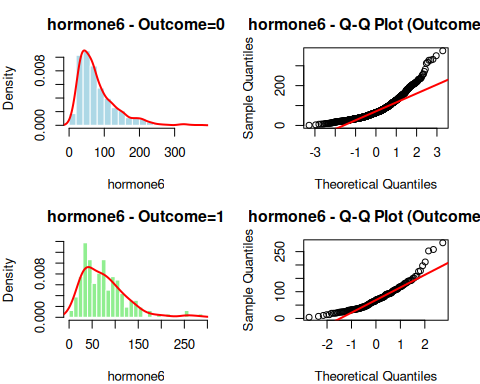 hormone6 - Outcome=0
Density
0.000
0.008
0
100
200
300
hormone6
hormone6 - Q-Q Plot (Outcome
Sample Quantiles
0
200
-3
-2
-1
0
1
2
3
Theoretical Quantiles
hormone6 - Outcome=1
Density
0.000
0.008
0
50
150
250
hormone6
hormone6 - Q-Q Plot (Outcome
Sample Quantiles
0
100
250
-2
-1
0
1
2
Theoretical Quantiles